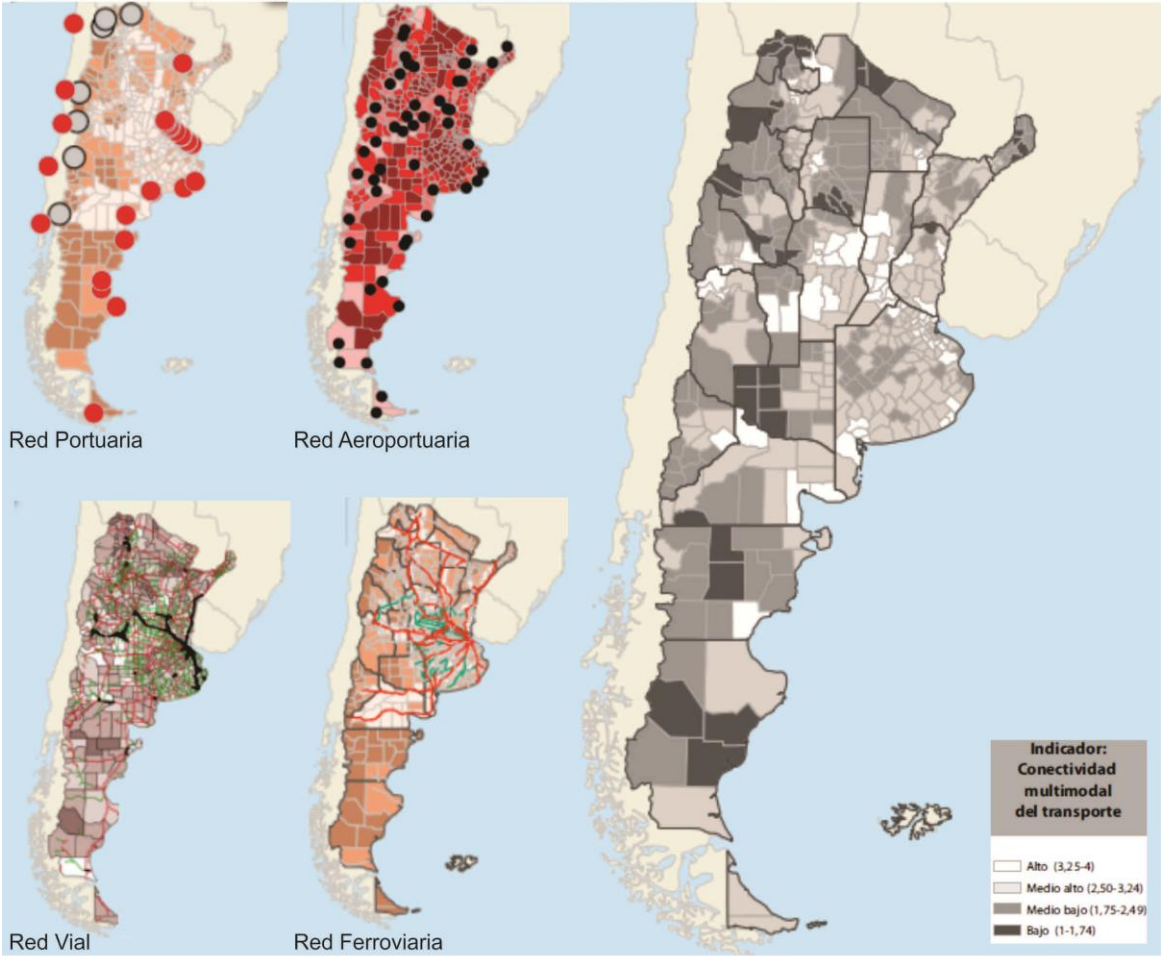 Red Portuaria
Red Aeroportuaria
Red Vial
Red Ferroviaria
Indicador:
Conectividad
multimodal
del transporte
Alto (3,25-4)
Medio alto (2,50-3,24)
Medio bajo (1,75-2,49)
Bajo (1-1,74)